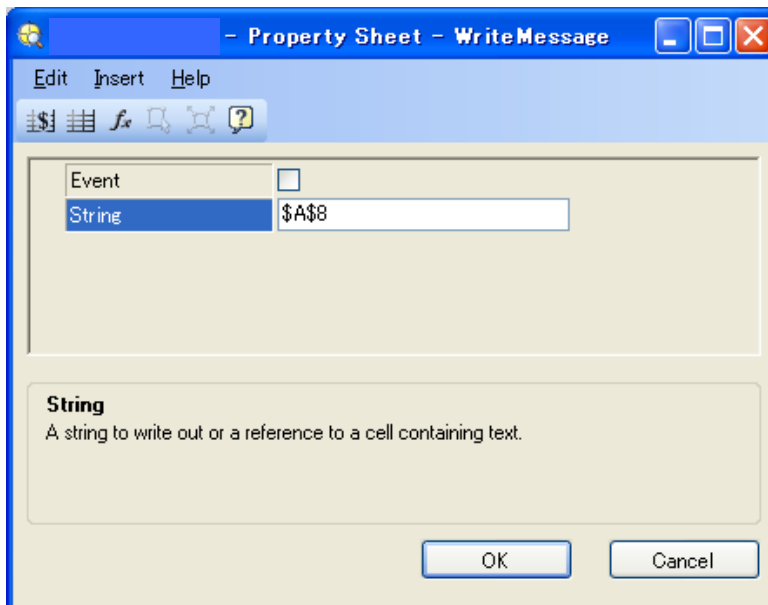 - Property Sheet - WriteMessage
Edit Insert Help
$ fx ?
Event
String $A$8
String
A string to write out or a reference to a cell containing text.
OK Cancel